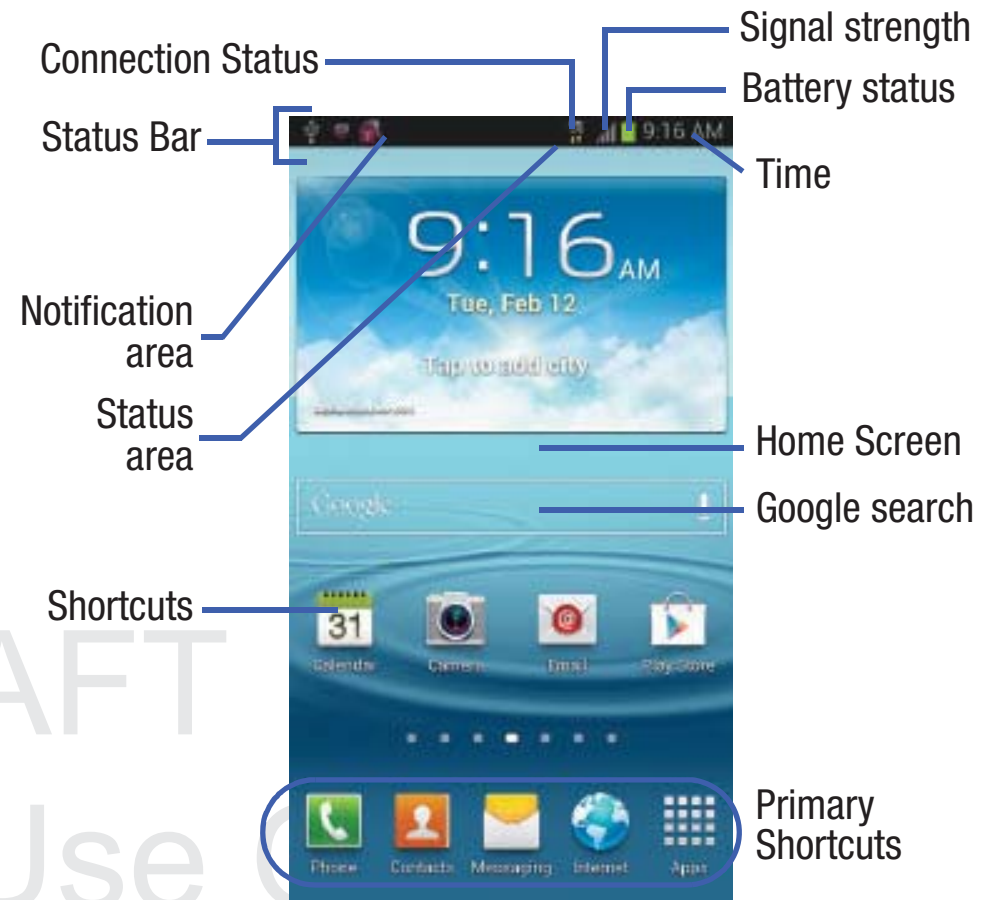 Signal strength
Connection Status
Battery status
Status Bar
9:16 AM
Time
9:16 AM
Tue, Feb 12
Notification
area
Tap to add city
Status
area
Home Screen
Google
Google search
Shortcuts
31
Calendar
Camera
Email
Play Store
AFT
Primary
Shortcuts
Use
Phone
Contacts
Messaging
Internet
Apps